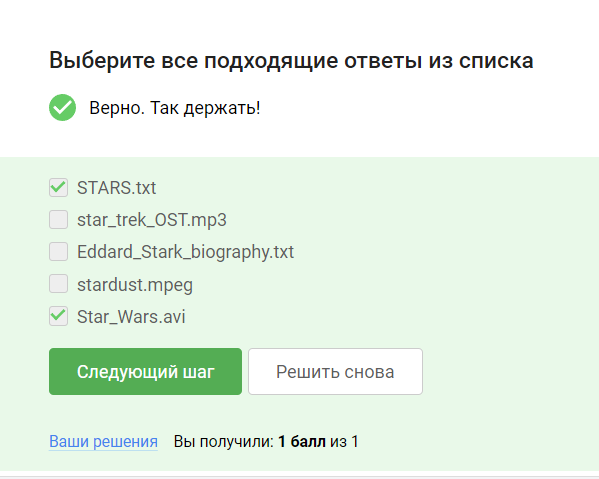 Выберите все подходящие ответы из списка
Верно. Так держать!
STARS.txt
star_trek_OST.mp3
Eddard_Stark_biography.txt
stardust.mpeg
Star_Wars.avi
Следующий шаг Решить снова
Ваши решения Вы получили: 1 балл из 1